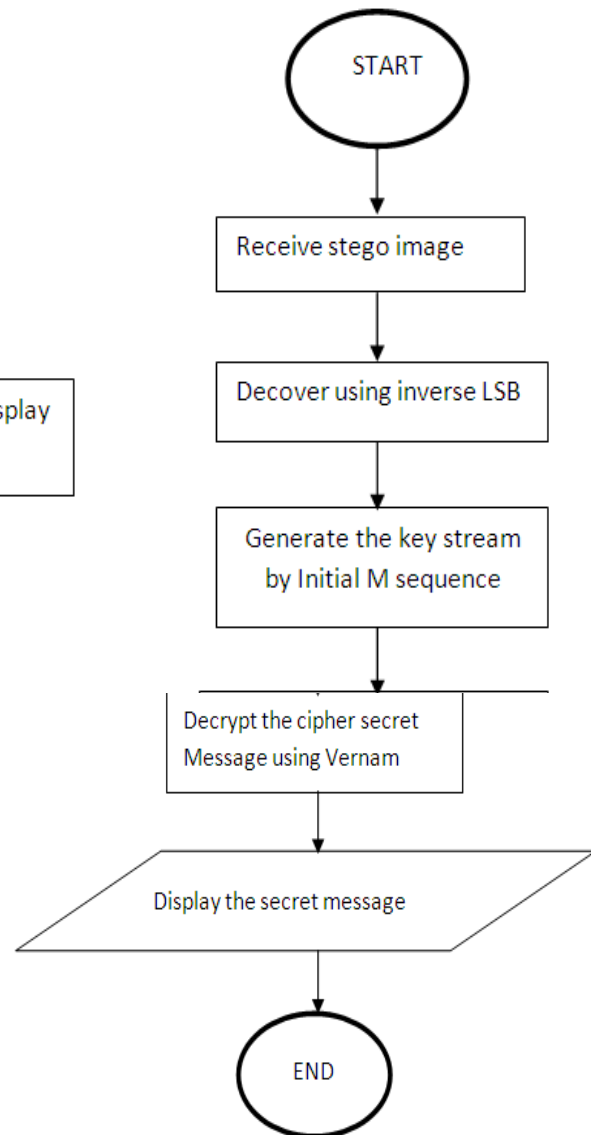 START
Receive stego image
Decover using inverse LSB
splay
Generate the key stream
by Initial M sequence
Decrypt the cipher secret
Message using Vernam
Display the secret message
END